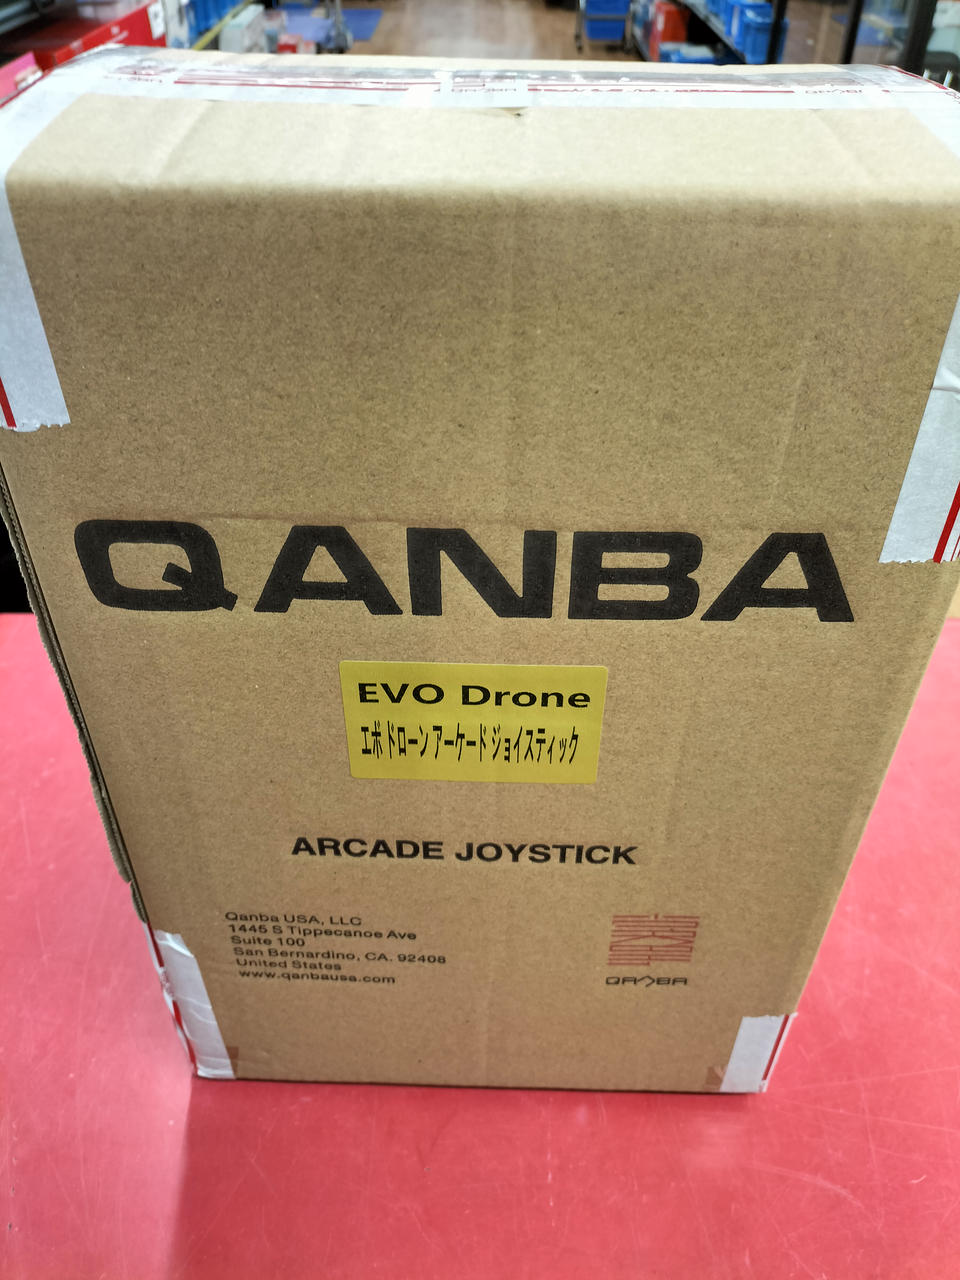 QANBA
EVO Drone
エボ ドローン アーケード ジョイスティック
ARCADE JOYSTICK
Qanba USA, LLC
1445 S Tippecanoe Ave
Suite 100
San Bernardino, CA. 92408
United States
www.qanbausa.com
QANBA